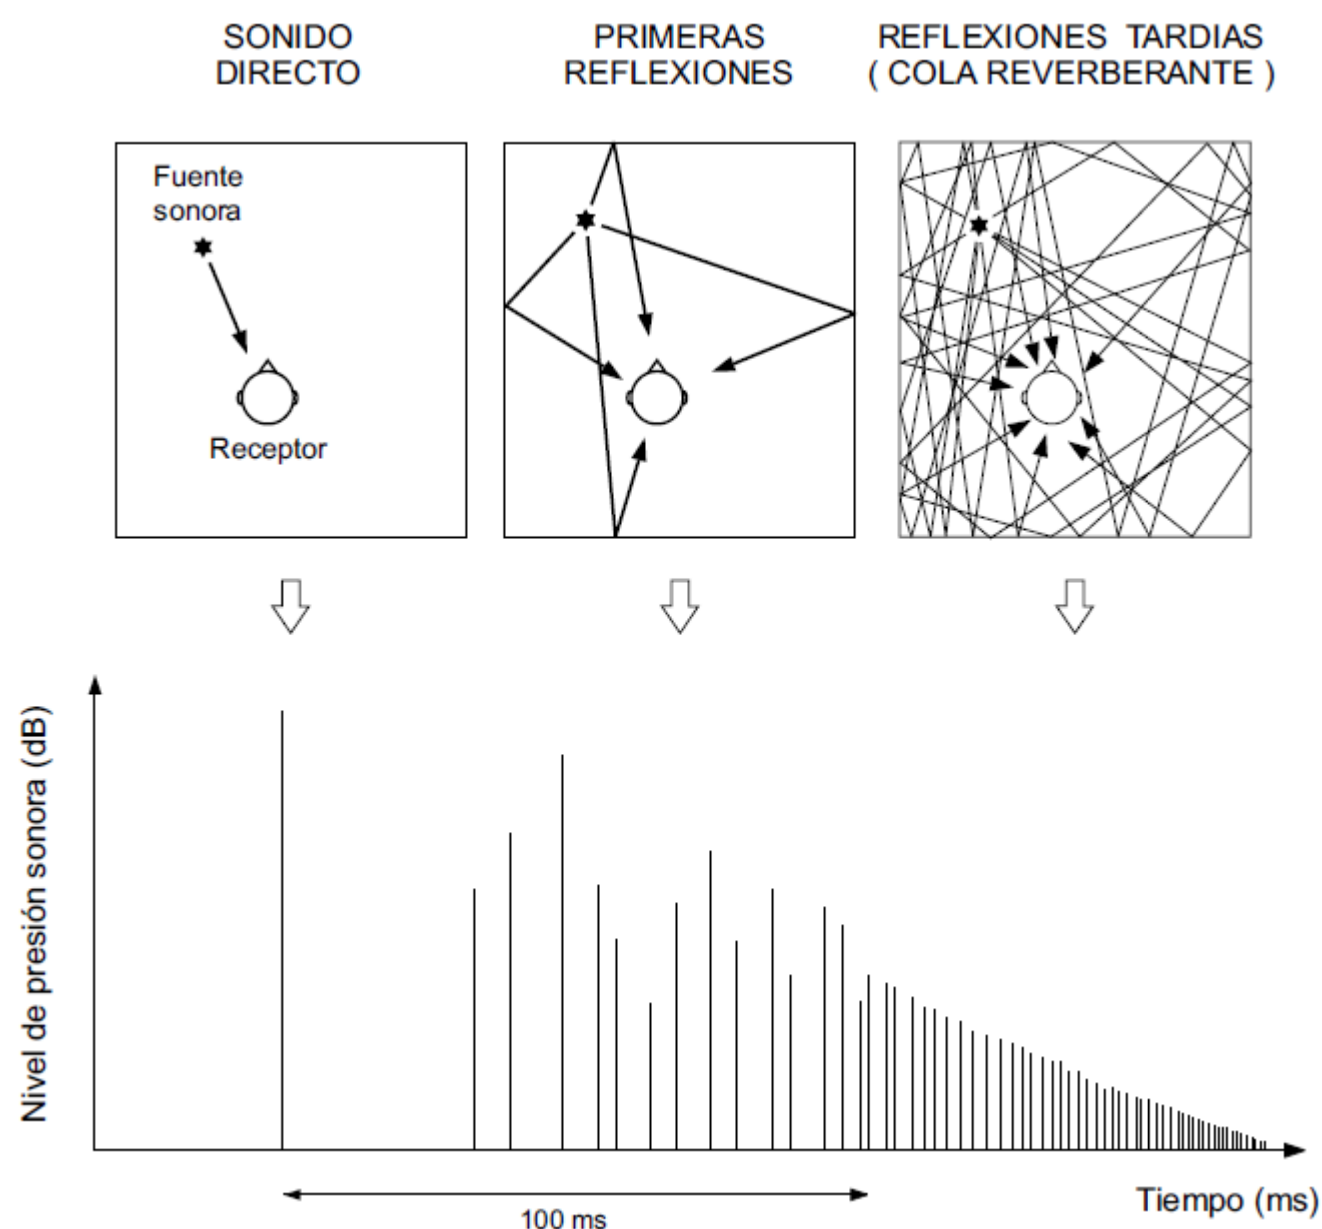 SONIDO
DIRECTO
PRIMERAS
REFLEXIONES
REFLEXIONES TARDIAS
( COLA REVERBERANTE )
Fuente
sonora
Receptor
Nivel de presión sonora (dB)
100 ms
Tiempo (ms)